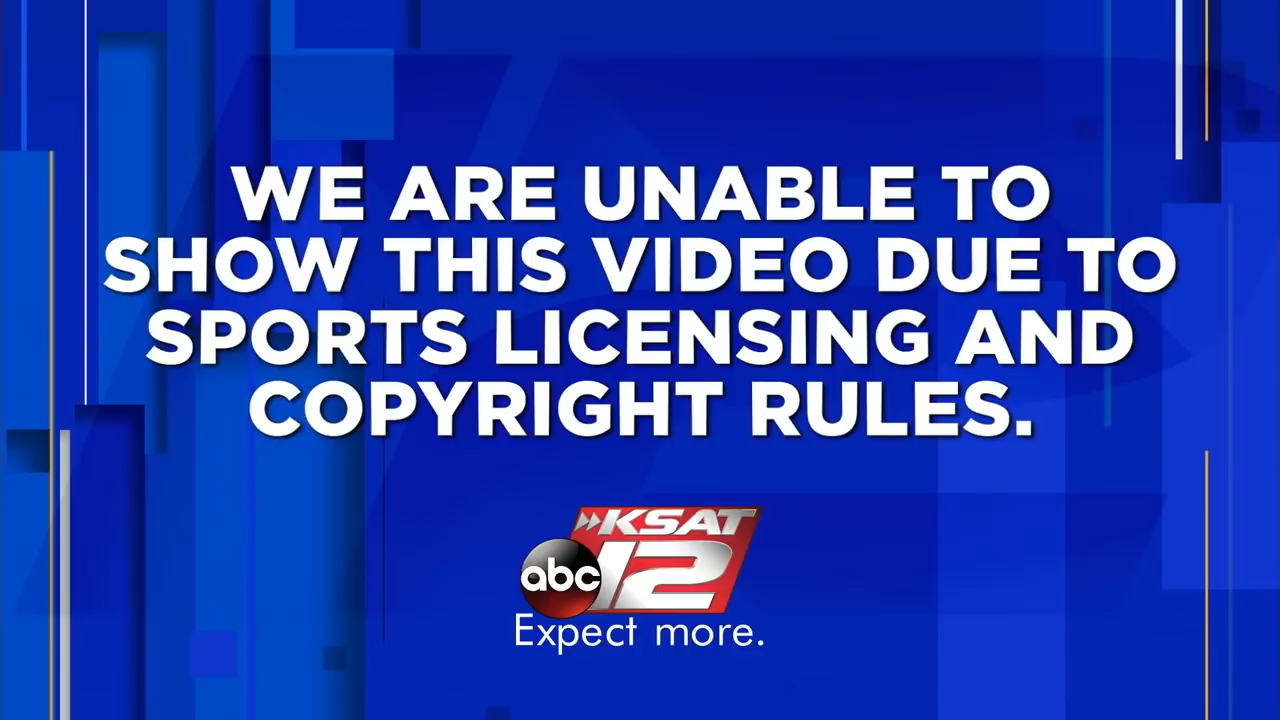 WE ARE UNABLE TO
SHOW THIS VIDEO DUE TO
SPORTS LICENSING AND
COPYRIGHT RULES.
KSAT
abc 12
Expect more.